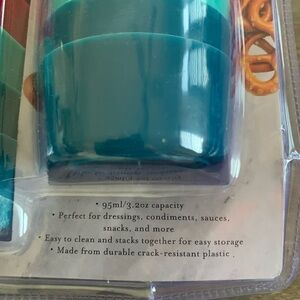 • 95ml/3.2oz capacity
• Perfect for dressings, condiments, sauces,
snacks, and more
• Easy to clean and stacks together for easy storage
• Made from durable crack-resistant plastic .